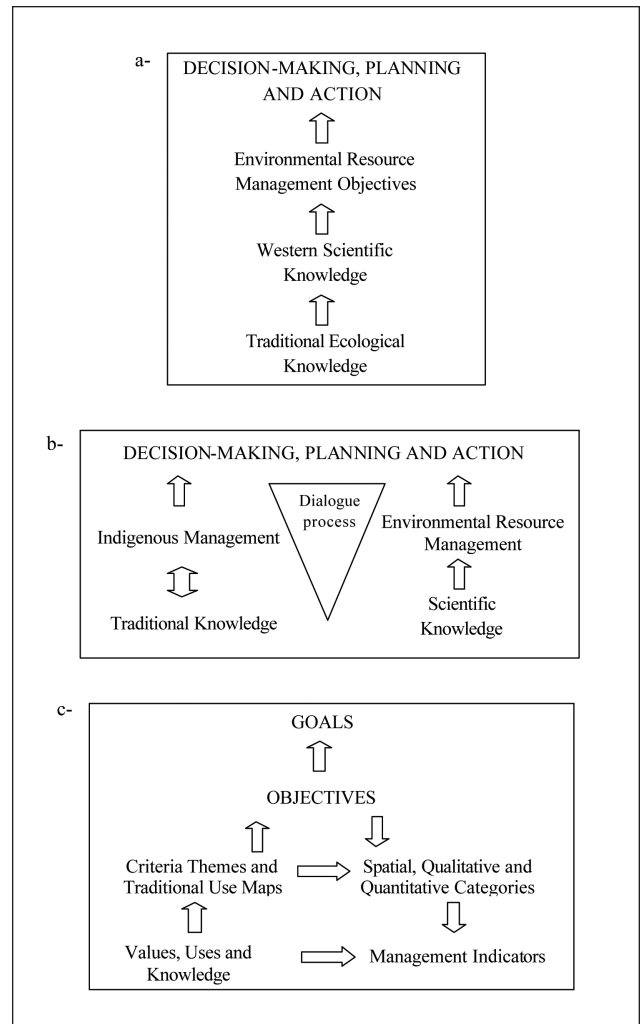 a-
DECISION-MAKING, PLANNING
AND ACTION
Environmental Resource
Management Objectives
Western Scientific
Knowledge
Traditional Ecological
Knowledge
b-
DECISION-MAKING, PLANNING AND ACTION
Indigenous Management
Traditional Knowledge
Dialogue
process
Environmental Resource
Management
Scientific
Knowledge
c-
GOALS
OBJECTIVES
Criteria Themes and
Traditional Use Maps
Spatial, Qualitative and
Quantitative Categories
Values, Uses and
Knowledge
Management Indicators